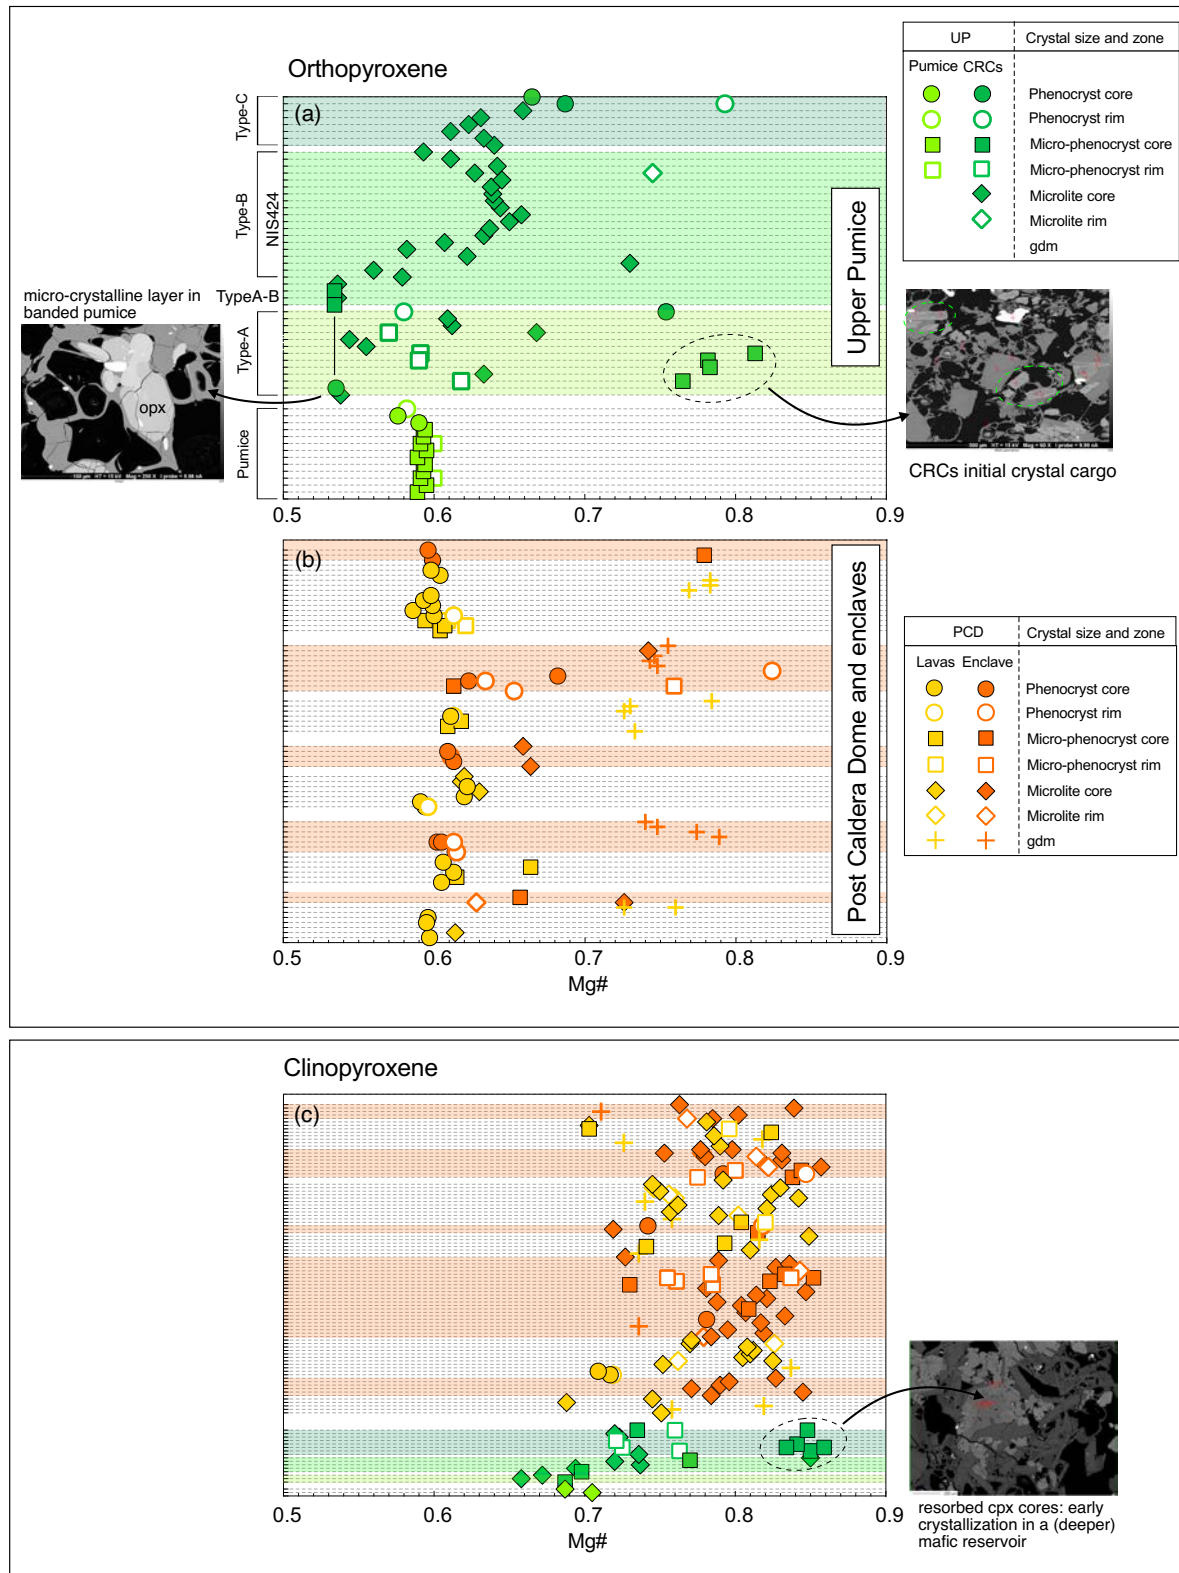 Orthopyroxene
(a)
Type-C
Type-B
NIS424
TypeA-B
Type-A
Pumice
Upper Pumice
micro-crystalline layer in
banded pumice
opx
0.5 0.6 0.7 0.8 0.9
UP Crystal size and zone
Pumice CRCs
Phenocryst core
Phenocryst rim
Micro-phenocryst core
Micro-phenocryst rim
Microlite core
Microlite rim
gdm
CRCs initial crystal cargo
(b)
Post Caldera Dome and enclaves
0.5 0.6 0.7 0.8 0.9
Mg#
PCD Crystal size and zone
Lavas Enclave
Phenocryst core
Phenocryst rim
Micro-phenocryst core
Micro-phenocryst rim
Microlite core
Microlite rim
gdm
Clinopyroxene
(c)
0.5 0.6 0.7 0.8 0.9
Mg#
resorbed cpx cores: early
crystallization in a (deeper)
mafic reservoir